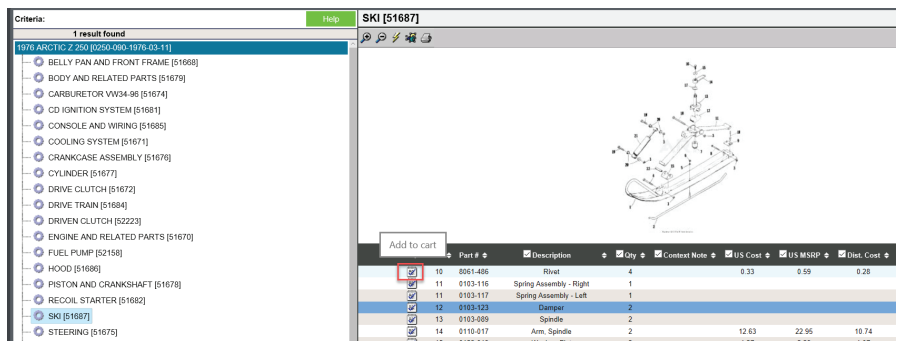 Criteria:
Help
1 result found
1976 ARCTIC Z 250 [0250-090-1976-03-11]
BELLY PAN AND FRONT FRAME [51668]
BODY AND RELATED PARTS [51679]
CARBURETOR VW34-96 [51674]
CD IGNITION SYSTEM [51681]
CONSOLE AND WIRING [51685]
COOLING SYSTEM [51671]
CRANKCASE ASSEMBLY [51676]
CYLINDER [51677]
DRIVE CLUTCH [51672]
DRIVE TRAIN [51684]
DRIVEN CLUTCH [52223]
ENGINE AND RELATED PARTS [51670]
FUEL PUMP [52158]
HOOD [51686]
PISTON AND CRANKSHAFT [51678]
RECOIL STARTER [51682]
SKI [51687]
STEERING [51675]
SKI [51687]
Add to cart
Part # Description Qty Context Note US Cost US MSRP Dist. Cost
10 8061-486 Rivet 4 0.33 0.59 0.28
11 0103-116 Spring Assembly - Right 1
11 0103-117 Spring Assembly - Left 1
12 0103-123 Damper 2
13 0103-089 Spindle 2
14 0110-017 Arm, Spindle 2 12.63 22.95 10.74